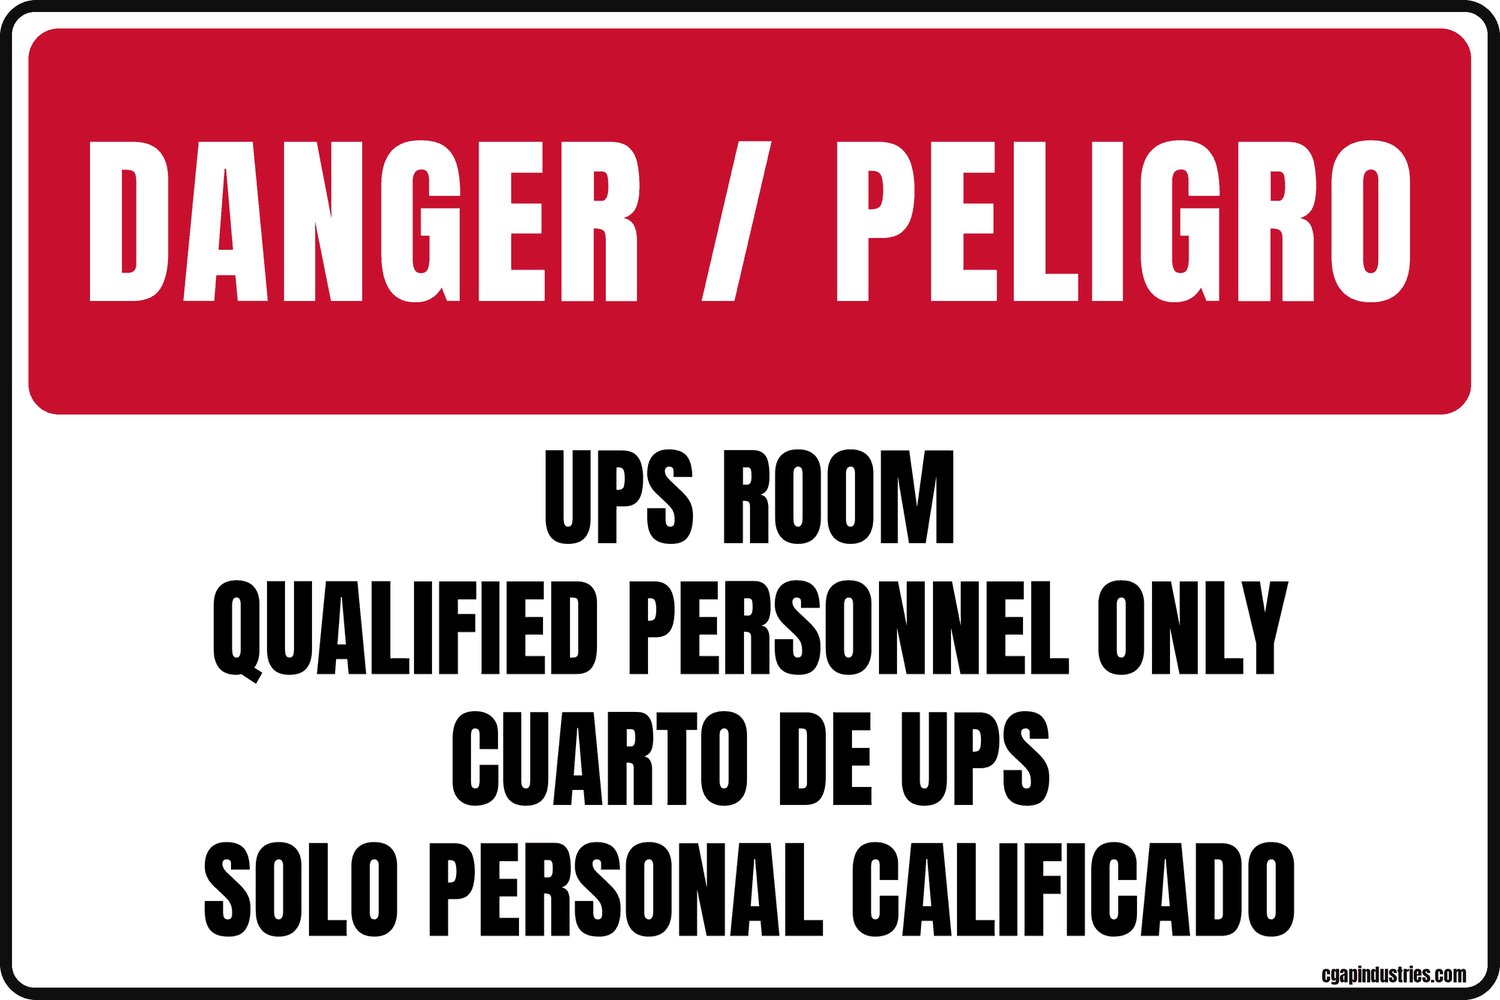 DANGER / PELIGRO
UPS ROOM
QUALIFIED PERSONNEL ONLY
CUARTO DE UPS
SOLO PERSONAL CALIFICADO
cgapindustries.com